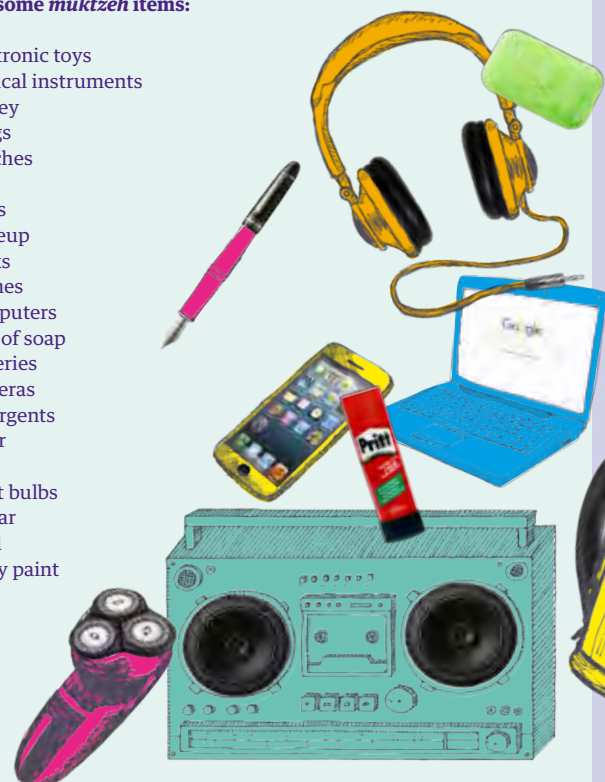 some muktzeh items:
tronic toys
ical instruments
ey
gs
ches
s
eup
ts
nes
puters
of soap
eries
eras
rgents
r
t bulbs
ar
l
y paint
Google
Pritt